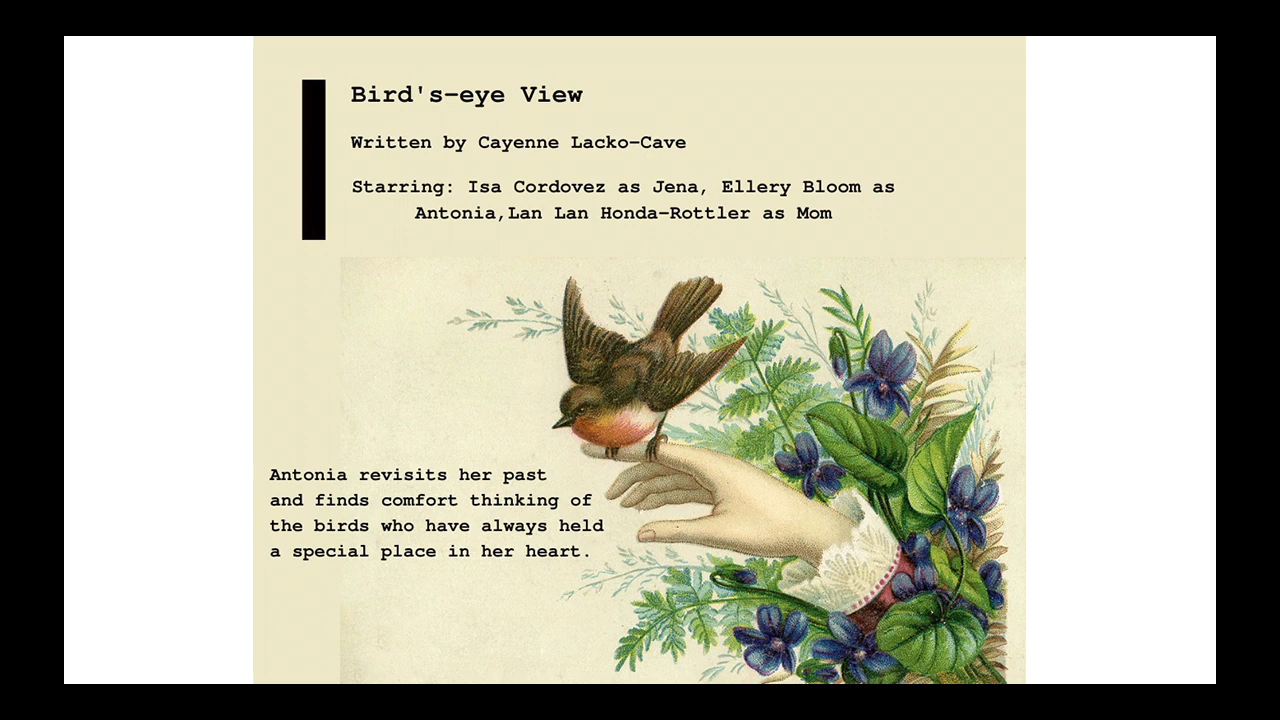 Bird's-eye View
Written by Cayenne Lacko-Cave
Starring: Isa Cordovez as Jena, Ellery Bloom as
Antonia,Lan Lan Honda-Rottler as Mom
Antonia revisits her past
and finds comfort thinking of
the birds who have always held
a special place in her heart.